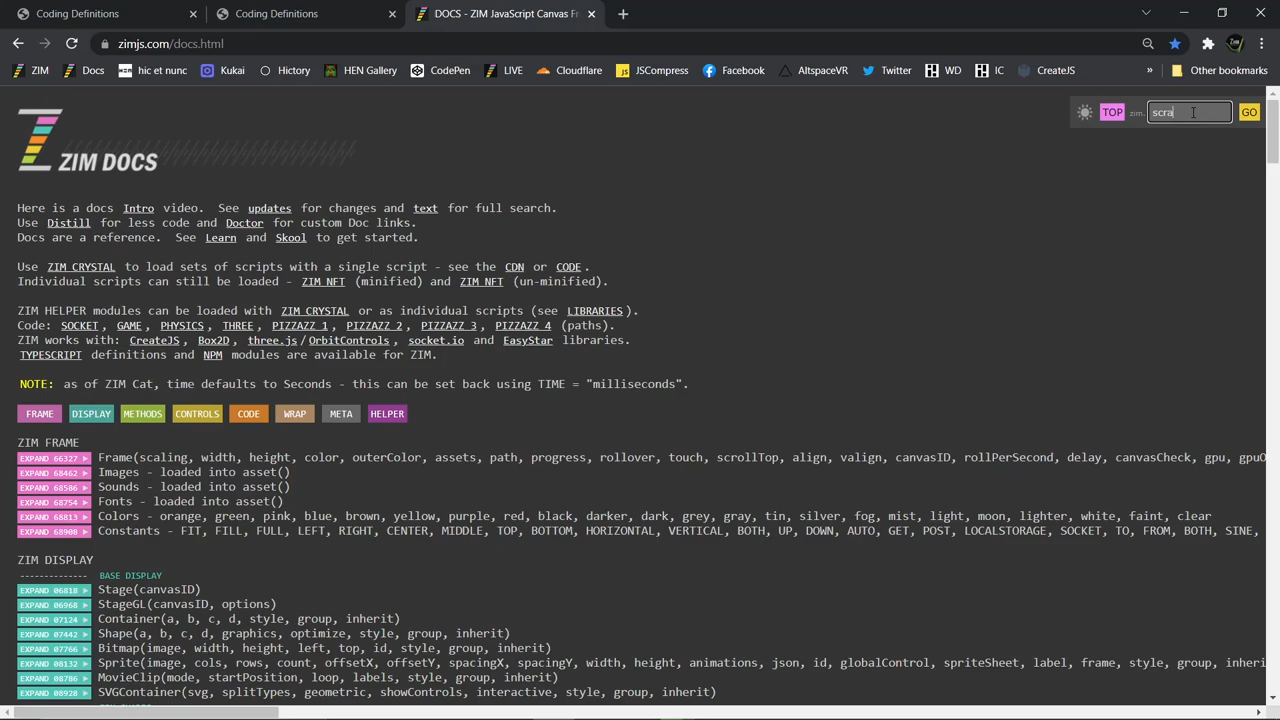 Coding Definitions
Coding Definitions
DOCS - ZIM JavaScript Canvas Fr
zimjs.com/docs.html
ZIM
Docs
hic et nunc
Kukai
Hictory
HEN Gallery
CodePen
LIVE
Cloudflare
JSCompress
Facebook
AltspaceVR
Twitter
WD
IC
CreateJS
»
Other bookmarks
TOP
zim.
scra
GO
ZIM DOCS
Here is a docs Intro video. See updates for changes and text for full search.
Use Distill for less code and Doctor for custom Doc links.
Docs are a reference. See Learn and Skool to get started.
Use ZIM CRYSTAL to load sets of scripts with a single script - see the CDN or CODE.
Individual scripts can still be loaded - ZIM NFT (minified) and ZIM NFT (un-minified).
ZIM HELPER modules can be loaded with ZIM CRYSTAL or as individual scripts (see LIBRARIES).
Code: SOCKET, GAME, PHYSICS, THREE, PIZZAZZ 1, PIZZAZZ 2, PIZZAZZ 3, PIZZAZZ 4 (paths).
ZIM works with: CreateJS, Box2D, three.js/OrbitControls, socket.io and EasyStar libraries.
TYPESCRIPT definitions and NPM modules are available for ZIM.
NOTE: as of ZIM Cat, time defaults to Seconds - this can be set back using TIME = "milliseconds".
FRAME DISPLAY METHODS CONTROLS CODE WRAP META HELPER
ZIM FRAME
EXPAND 66327 ▶ Frame(scaling, width, height, color, outerColor, assets, path, progress, rollover, touch, scrollTop, align, valign, canvasID, rollPerSecond, delay, canvasCheck, gpu, gpuO
EXPAND 68462 ▶ Images - loaded into asset()
EXPAND 68586 ▶ Sounds - loaded into asset()
EXPAND 68754 ▶ Fonts - loaded into asset()
EXPAND 68813 ▶ Colors - orange, green, pink, blue, brown, yellow, purple, red, black, darker, dark, grey, gray, tin, silver, fog, mist, light, moon, lighter, white, faint, clear
EXPAND 68908 ▶ Constants - FIT, FILL, FULL, LEFT, RIGHT, CENTER, MIDDLE, TOP, BOTTOM, HORIZONTAL, VERTICAL, BOTH, UP, DOWN, AUTO, GET, POST, LOCALSTORAGE, SOCKET, TO, FROM, BOTH, SINE,
ZIM DISPLAY
-------------- BASE DISPLAY
EXPAND 06818 ▶ Stage(canvasID)
EXPAND 06968 ▶ StageGL(canvasID, options)
EXPAND 07124 ▶ Container(a, b, c, d, style, group, inherit)
EXPAND 07442 ▶ Shape(a, b, c, d, graphics, optimize, style, group, inherit)
EXPAND 07766 ▶ Bitmap(image, width, height, left, top, id, style, group, inherit)
EXPAND 08132 ▶ Sprite(image, cols, rows, count, offsetX, offsetY, spacingX, spacingY, width, height, animations, json, id, globalControl, spriteSheet, label, frame, style, group, inheri
EXPAND 08786 ▶ MovieClip(mode, startPosition, loop, labels, style, group, inherit)
EXPAND 08928 ▶ SVGContainer(svg, splitTypes, geometric, showControls, interactive, style, group, inherit)